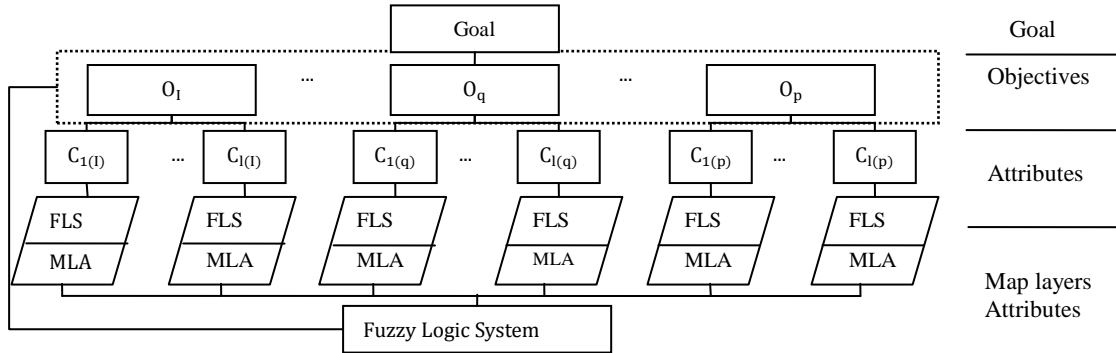 Goal
Goal
... ...
Objectives
O_I O_q O_p
C_1(I) ... C_l(I) C_1(q) ... C_l(q) C_1(p) ... C_l(p)
Attributes
FLS FLS FLS FLS FLS FLS
MLA MLA MLA MLA MLA MLA
Map layers
Attributes
Fuzzy Logic System